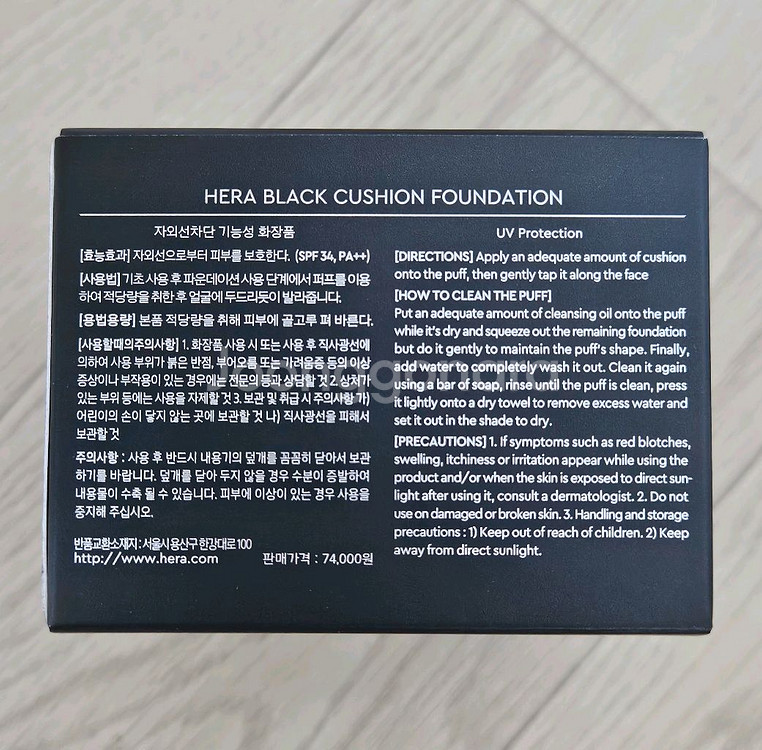 HERA BLACK CUSHION FOUNDATION
자외선차단 기능성 화장품
[효능효과] 자외선으로부터 피부를 보호한다. (SPF 34, PA++)
[사용법] 기초 사용 후 파운데이션 사용 단계에서 퍼프를 이용
하여 적당량을 취한 후 얼굴에 두드리듯이 발라줍니다.
[용법용량] 본품 적당량을 취해 피부에 골고루 펴 바른다.
[사용할때의주의사항] 1. 화장품 사용 시 또는 사용 후 직사광선에
의하여 사용 부위가 붉은 반점, 부어오름 또는 가려움증 등의 이상
증상이나 부작용이 있는 경우에는 전문의 등과 상담할 것 2. 상처가
있는 부위 등에는 사용을 자제할 것 3. 보관 및 취급 시 주의사항 가)
어린이의 손이 닿지 않는 곳에 보관할 것 나) 직사광선을 피해서
보관할 것
주의사항 : 사용 후 반드시 내용기의 덮개를 꼼꼼히 닫아서 보관
하기를 바랍니다. 덮개를 닫아 두지 않을 경우 수분이 증발하여
내용물이 수축 될 수 있습니다. 피부에 이상이 있는 경우 사용을
중지해 주십시오.
반품교환소재지 : 서울시 용산구 한강대로 100
http://www.hera.com 판매가격 : 74,000원
UV Protection
[DIRECTIONS] Apply an adequate amount of cushion
onto the puff, then gently tap it along the face
[HOW TO CLEAN THE PUFF]
Put an adequate amount of cleansing oil onto the puff
while it's dry and squeeze out the remaining foundation
but do it gently to maintain the puff's shape. Finally,
add water to completely wash it out. Clean it again
using a bar of soap, rinse until the puff is clean, press
it lightly onto a dry towel to remove excess water and
set it out in the shade to dry.
[PRECAUTIONS] 1. If symptoms such as red blotches,
swelling, itchiness or irritation appear while using the
product and/or when the skin is exposed to direct sun-
light after using it, consult a dermatologist. 2. Do not
use on damaged or broken skin. 3. Handling and storage
precautions : 1) Keep out of reach of children. 2) Keep
away from direct sunlight.